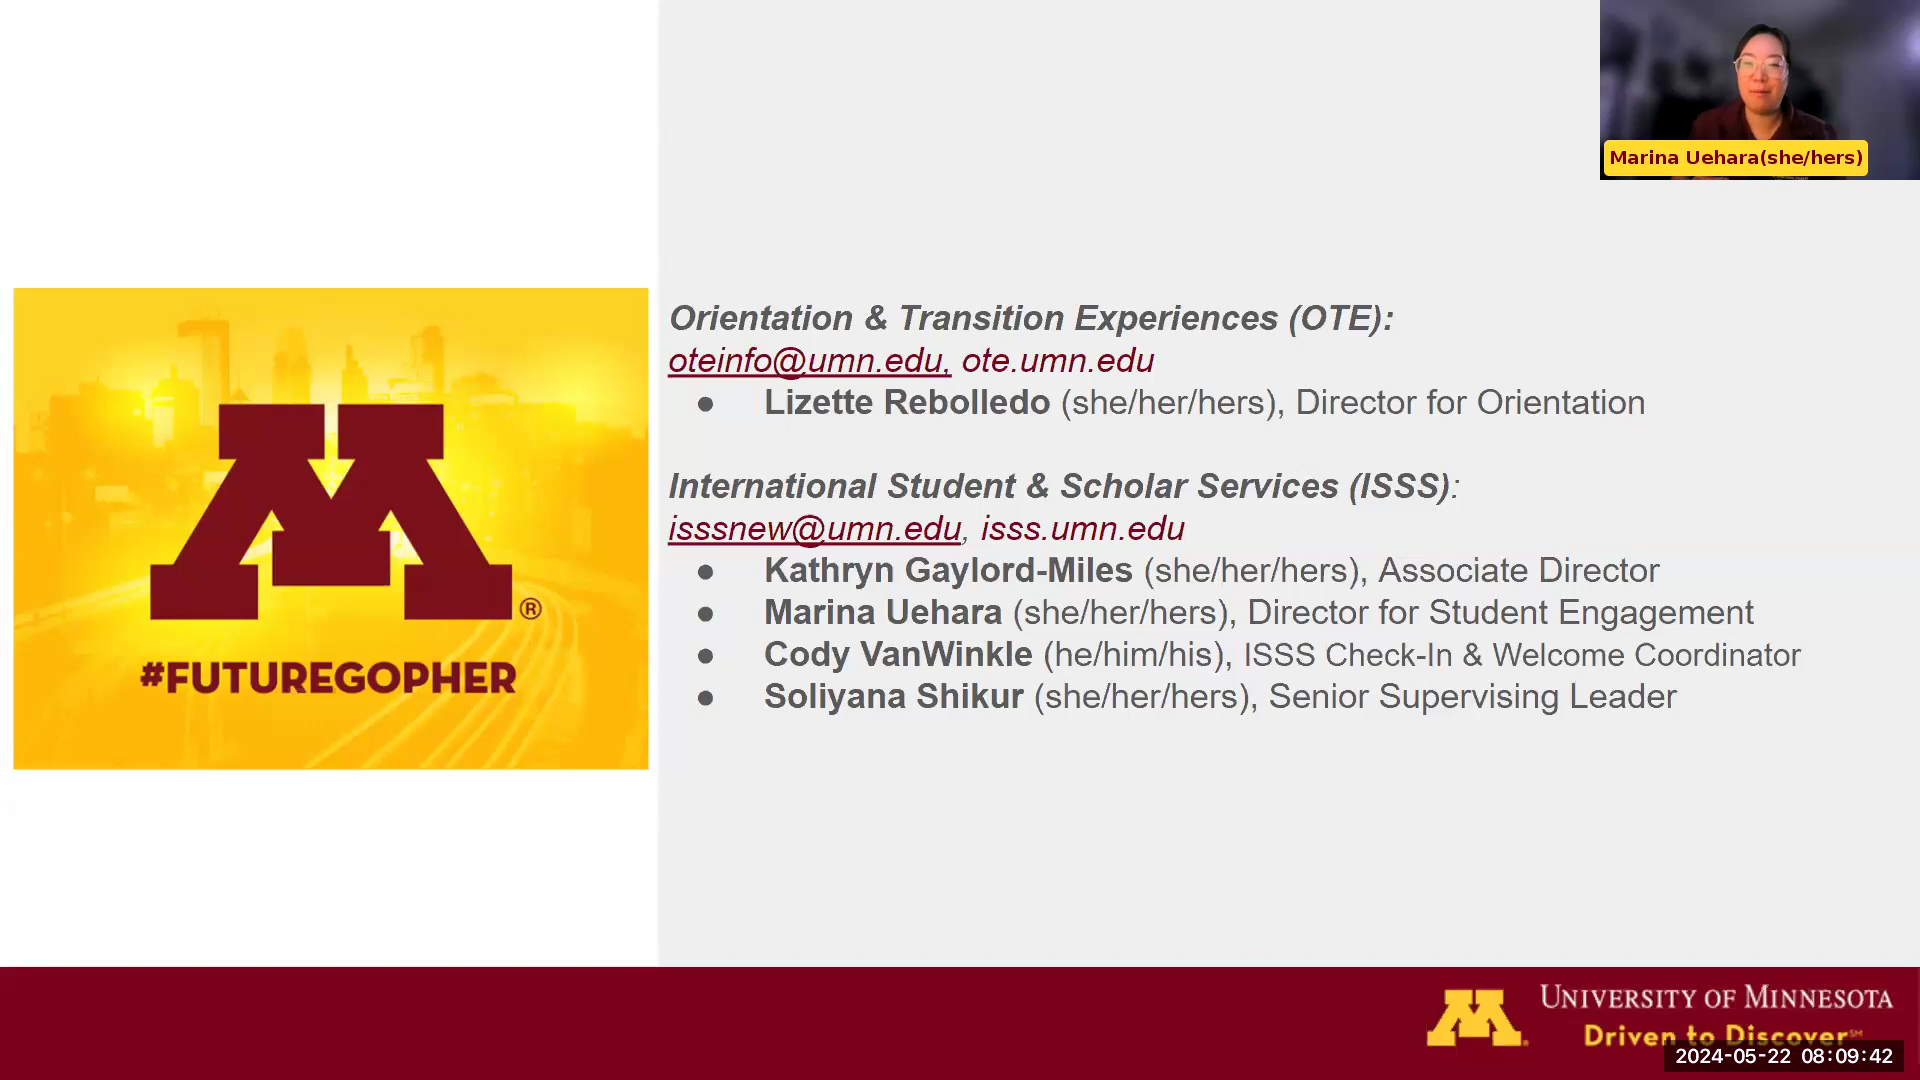 Marina Uehara(she/hers)
Orientation & Transition Experiences (OTE):
oteinfo@umn.edu, ote.umn.edu
● Lizette Rebolledo (she/her/hers), Director for Orientation
International Student & Scholar Services (ISSS):
isssnew@umn.edu, isss.umn.edu
● Kathryn Gaylord-Miles (she/her/hers), Associate Director
● Marina Uehara (she/her/hers), Director for Student Engagement
● Cody VanWinkle (he/him/his), ISSS Check-In & Welcome Coordinator
● Soliyana Shikur (she/her/hers), Senior Supervising Leader
M®
#FUTUREGOPHER
M
UNIVERSITY OF MINNESOTA
Driven to Discover℠
2024-05-22 08:09:42